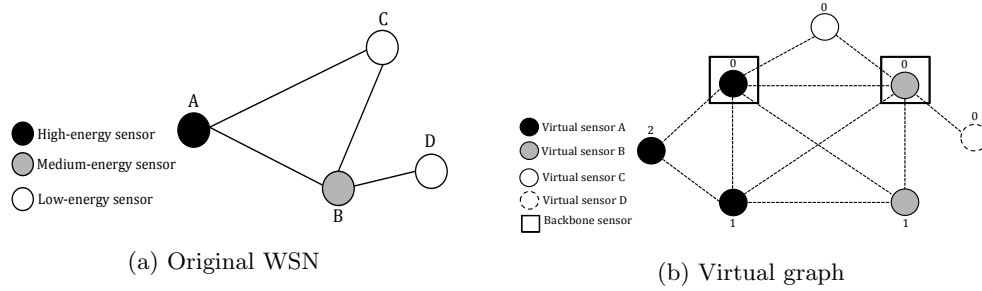 C
A
D
B
High-energy sensor
Medium-energy sensor
Low-energy sensor
(a) Original WSN
0
0
0
0
2
1
1
Virtual sensor A
Virtual sensor B
Virtual sensor C
Virtual sensor D
Backbone sensor
(b) Virtual graph